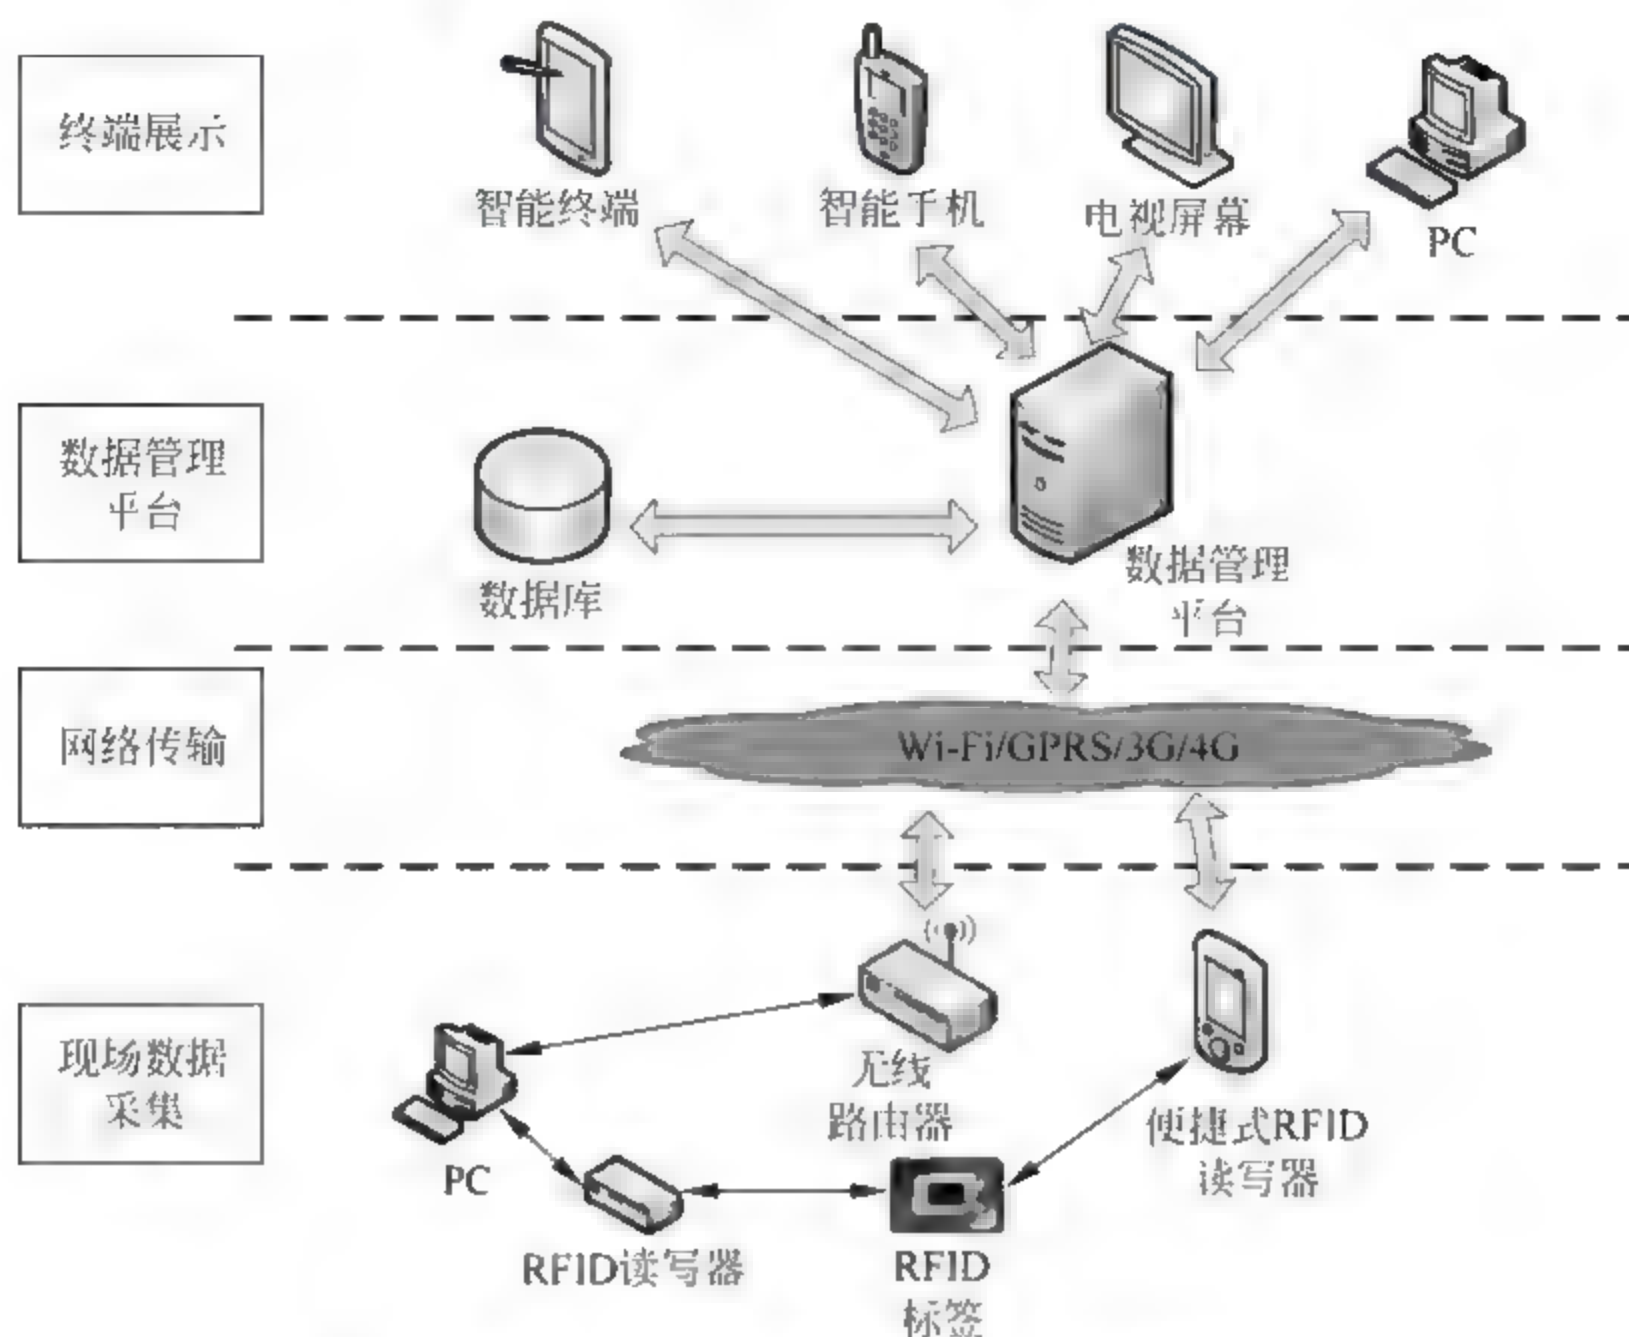 终端展示
智能终端
智能手机
电视屏幕
PC
数据管理
平台
数据库
数据管理
平台
网络传输
Wi-Fi/GPRS/3G/4G
现场数据
采集
PC
无线
路由器
便捷式RFID
读写器
RFID读写器
RFID
标签